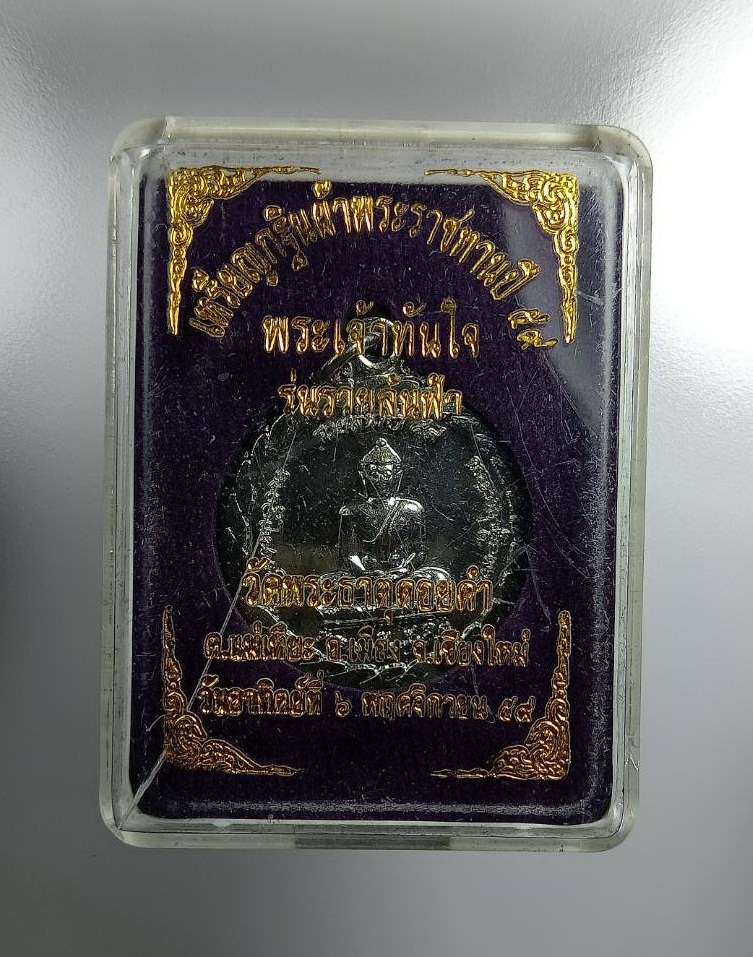 เหรียญกฐินผ้าพระราชทานปี ๕๔
พระเจ้าทันใจ
รุ่นรวยล้นฟ้า
วัดพระธาตุดอยคำ
ต.แม่เหียะ อ.เมือง จ.เชียงใหม่
วันอาทิตย์ที่ ๖ พฤศจิกายน ๕๔